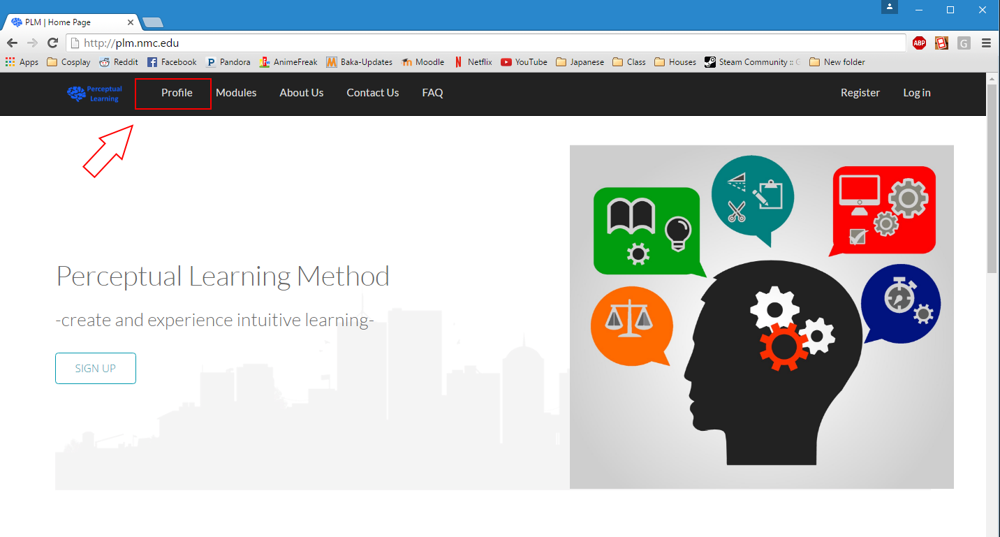 PLM | Home Page
http://plm.nmc.edu
ABP
G
Apps Cosplay Reddit Facebook Pandora AnimeFreak Baka-Updates Moodle Netflix YouTube Japanese Class Houses Steam Community :: New folder
Perceptual
Learning
Profile Modules About Us Contact Us FAQ Register Log in
Perceptual Learning Method
-create and experience intuitive learning-
SIGN UP